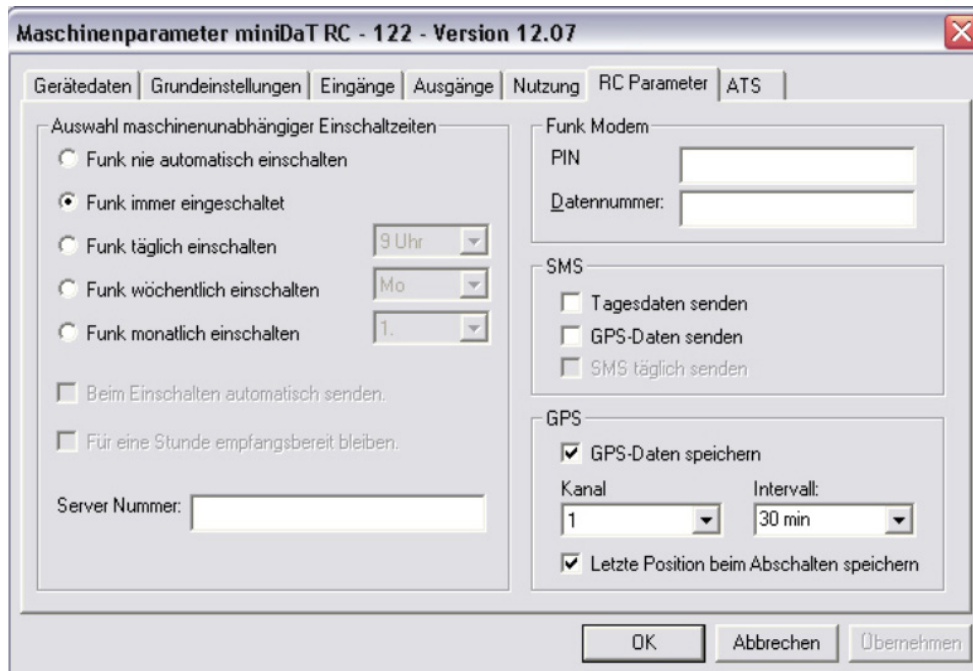 Maschinenparameter miniDaT RC - 122 - Version 12.07
Gerätedaten Grundeinstellungen Eingänge Ausgänge Nutzung RC Parameter ATS
Auswahl maschinenunabhängiger Einschaltzeiten
Funk nie automatisch einschalten
Funk immer eingeschaltet
Funk täglich einschalten 9 Uhr
Funk wöchentlich einschalten Mo
Funk monatlich einschalten 1.
Beim Einschalten automatisch senden.
Für eine Stunde empfangsbereit bleiben.
Server Nummer:
Funk Modem
PIN
Datennummer:
SMS
Tagesdaten senden
GPS-Daten senden
SMS täglich senden
GPS
GPS-Daten speichern
Kanal Intervall:
1 30 min
Letzte Position beim Abschalten speichern
OK Abbrechen Übernehmen